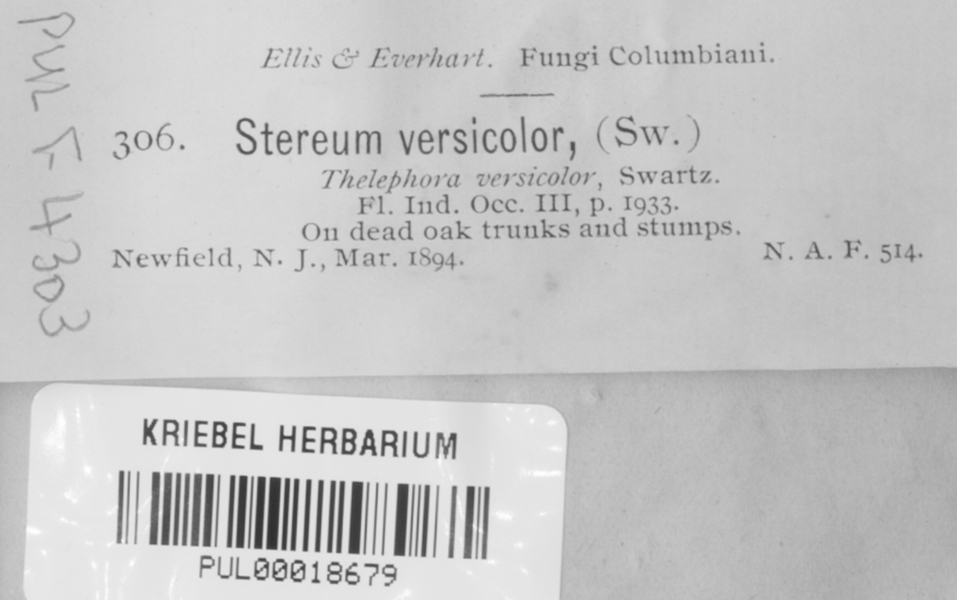 Ellis & Everhart. Fungi Columbiani.
306. Stereum versicolor, (Sw.)
Thelephora versicolor, Swartz.
Fl. Ind. Occ. III, p. 1933.
On dead oak trunks and stumps.
Newfield, N. J., Mar. 1894. N. A. F. 514.
PUL F 4303
KRIEBEL HERBARIUM
PUL00018679